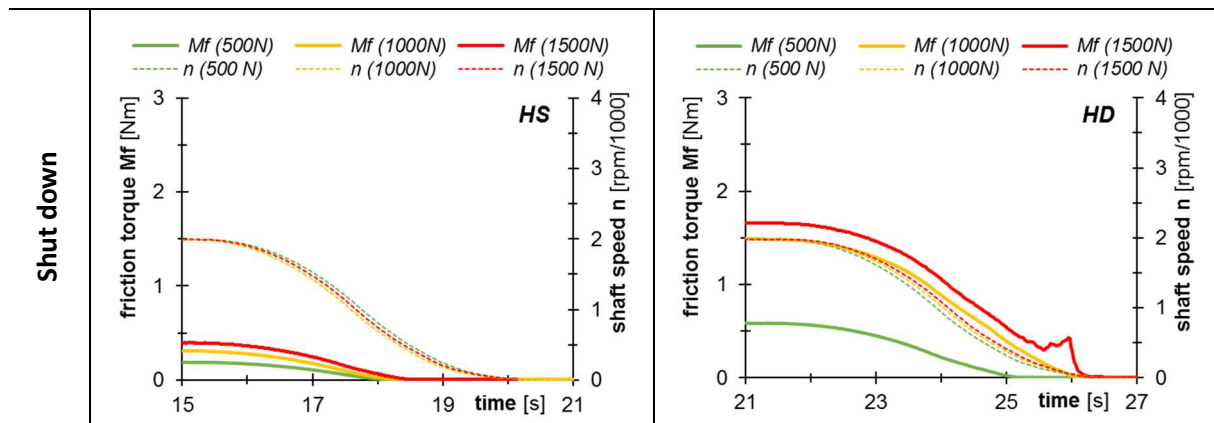 Shut down
Mf (500N) Mf (1000N) Mf (1500N)
n (500 N) n (1000N) n (1500 N)
HS
friction torque Mf [Nm]
3
2
1
0
shaft speed n [rpm/1000]
4
3
2
1
0
15 17 19 time [s] 21
Mf (500N) Mf (1000N) Mf (1500N)
n (500 N) n (1000N) n (1500 N)
HD
friction torque Mf [Nm]
3
2
1
0
shaft speed n [rpm/1000]
4
3
2
1
0
21 23 25 time [s] 27